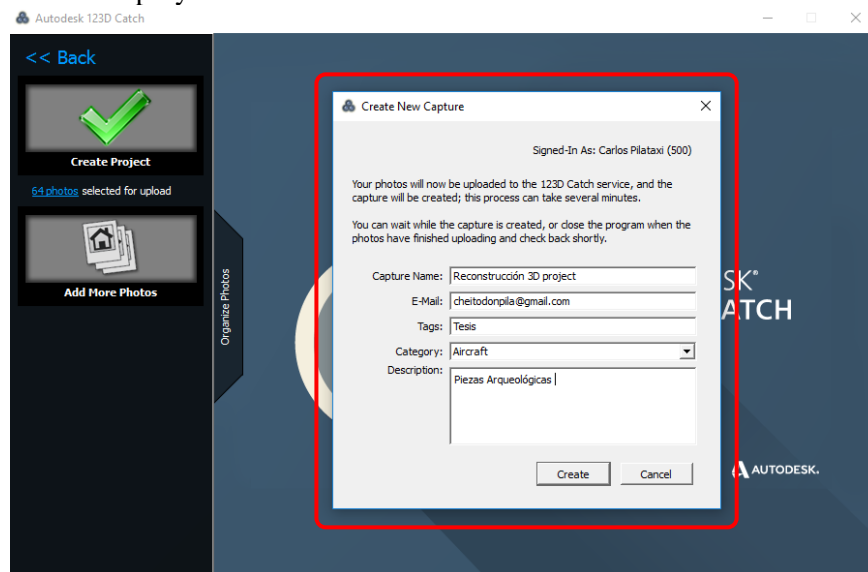 Autodesk 123D Catch
<< Back
Create Project
64 photos selected for upload
Add More Photos
Organize Photos
Create New Capture
Signed-In As: Carlos Pilataxi (500)
Your photos will now be uploaded to the 123D Catch service, and the
capture will be created; this process can take several minutes.
You can wait while the capture is created, or close the program when the
photos have finished uploading and check back shortly.
Capture Name: Reconstrucción 3D project
E-Mail: cheitodonpila@gmail.com
Tags: Tesis
Category: Aircraft
Description:
Piezas Arqueológicas
Create Cancel
SK®
ATCH
AUTODESK.